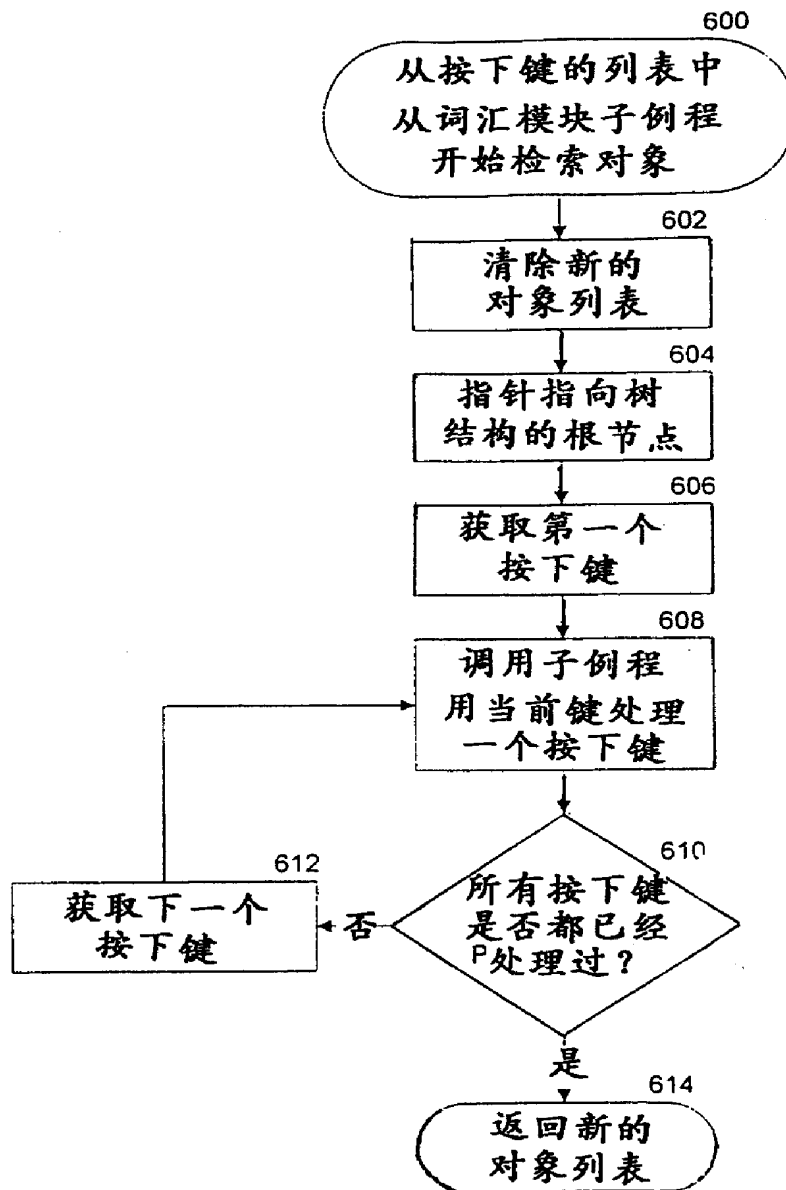 600
从按下键的列表中
从词汇模块子例程
开始检索对象
602
清除新的
对象列表
604
指针指向树
结构的根节点
606
获取第一个
按下键
608
调用子例程
用当前键处理
一个按下键
610
所有按下键
是否都已经
P处理过？
612
获取下一个
按下键
否
是
614
返回新的
对象列表